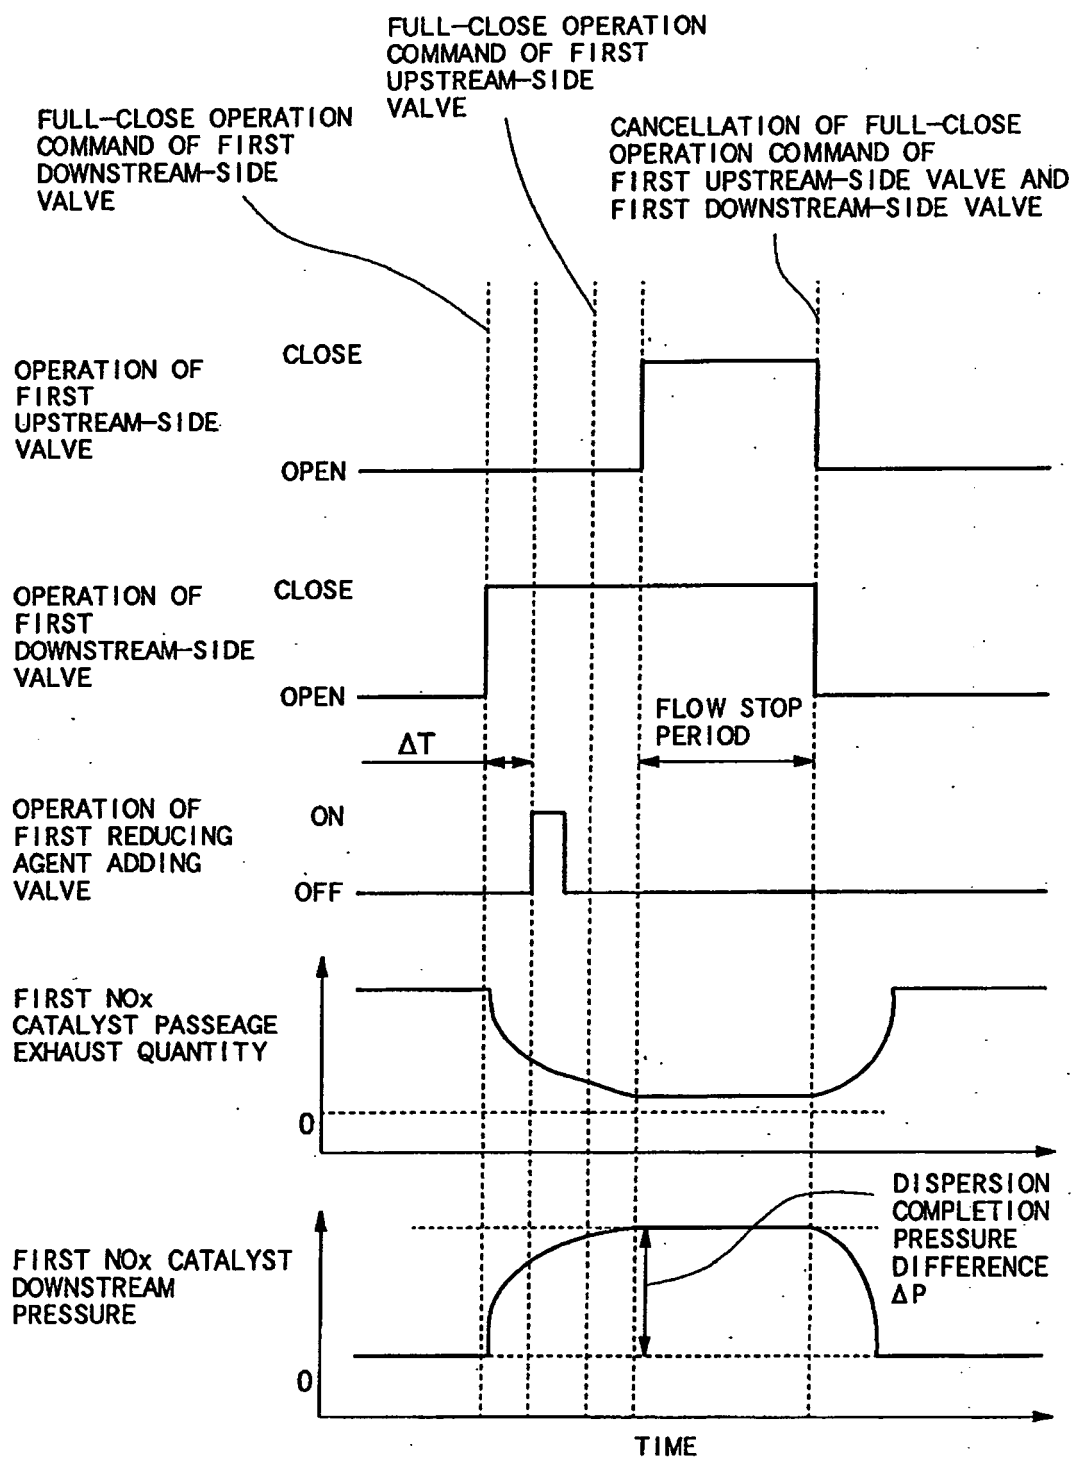 FULL-CLOSE OPERATION
COMMAND OF FIRST
UPSTREAM-SIDE
VALVE
FULL-CLOSE OPERATION
COMMAND OF FIRST
DOWNSTREAM-SIDE
VALVE
CANCELLATION OF FULL-CLOSE
OPERATION COMMAND OF
FIRST UPSTREAM-SIDE VALVE AND
FIRST DOWNSTREAM-SIDE VALVE
OPERATION OF
FIRST
UPSTREAM-SIDE
VALVE
CLOSE
OPEN
OPERATION OF
FIRST
DOWNSTREAM-SIDE
VALVE
CLOSE
OPEN
ΔT
FLOW STOP
PERIOD
OPERATION OF
FIRST REDUCING
AGENT ADDING
VALVE
ON
OFF
FIRST NOx
CATALYST PASSEAGE
EXHAUST QUANTITY
0
DISPERSION
COMPLETION
PRESSURE
DIFFERENCE
ΔP
FIRST NOx CATALYST
DOWNSTREAM
PRESSURE
0
TIME